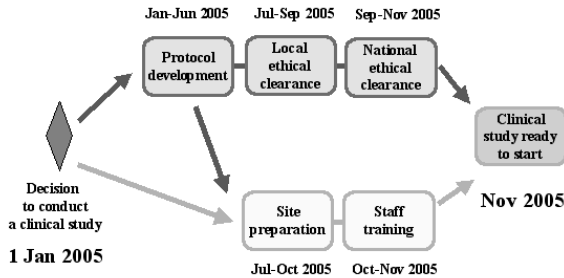 Jan-Jun 2005
Jul-Sep 2005
Sep-Nov 2005
Protocol
development
Local
ethical
clearance
National
ethical
clearance
Clinical
study ready
to start
Nov 2005
Decision
to conduct
a clinical study
1 Jan 2005
Site
preparation
Staff
training
Jul-Oct 2005
Oct-Nov 2005